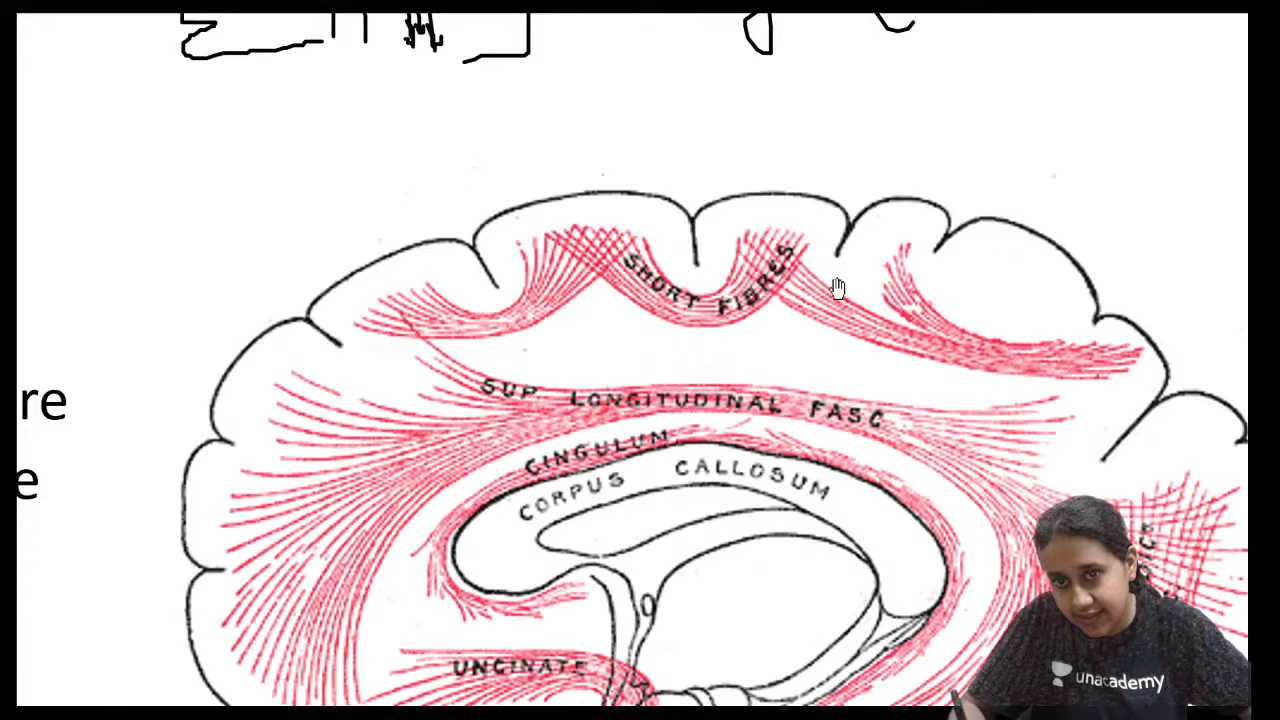 SHORT FIBRES
re
SUP LONGITUDINAL FASC
CINGULUM
CORPUS CALLOSUM
e
UNCINATE
unacademy